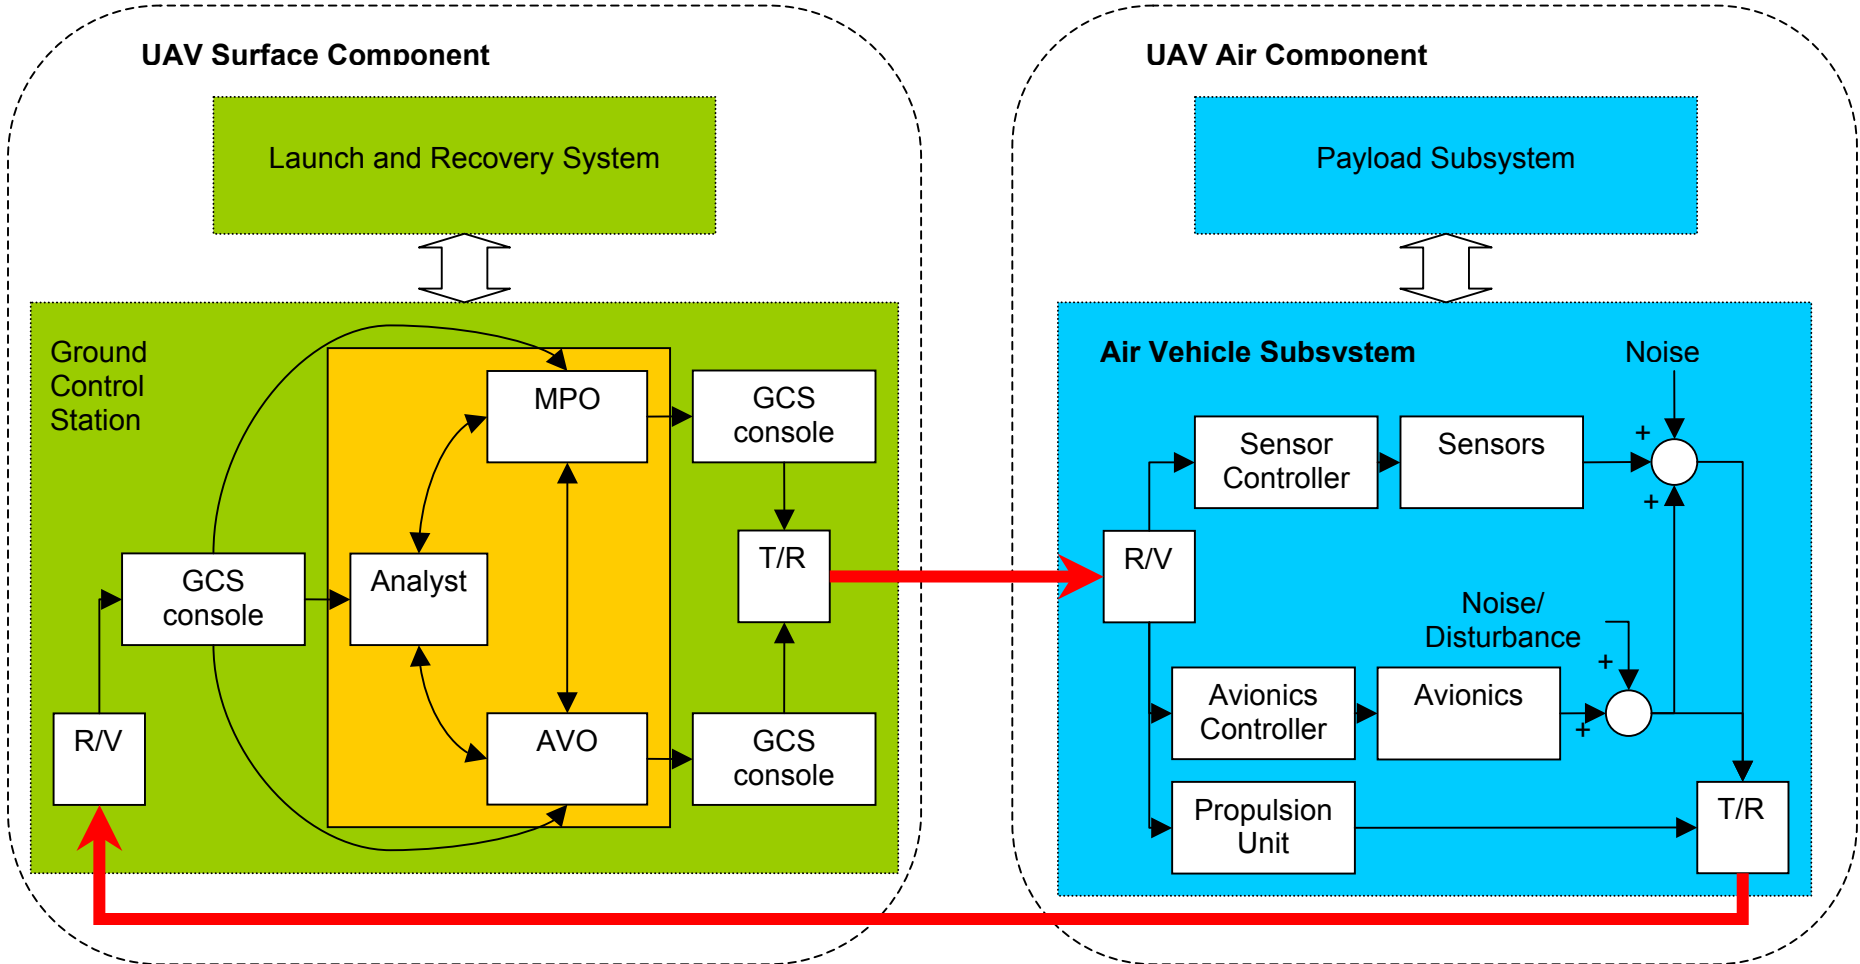 UAV Surface Component
Launch and Recovery System
Ground
Control
Station
MPO
GCS
console
T/R
GCS
console
Analyst
R/V
AVO
GCS
console
UAV Air Component
Payload Subsystem
Air Vehicle Subsystem
Noise
+
Sensor
Controller
Sensors
+
R/V
Noise/
Disturbance
+
Avionics
Controller
Avionics
+
Propulsion
Unit
T/R